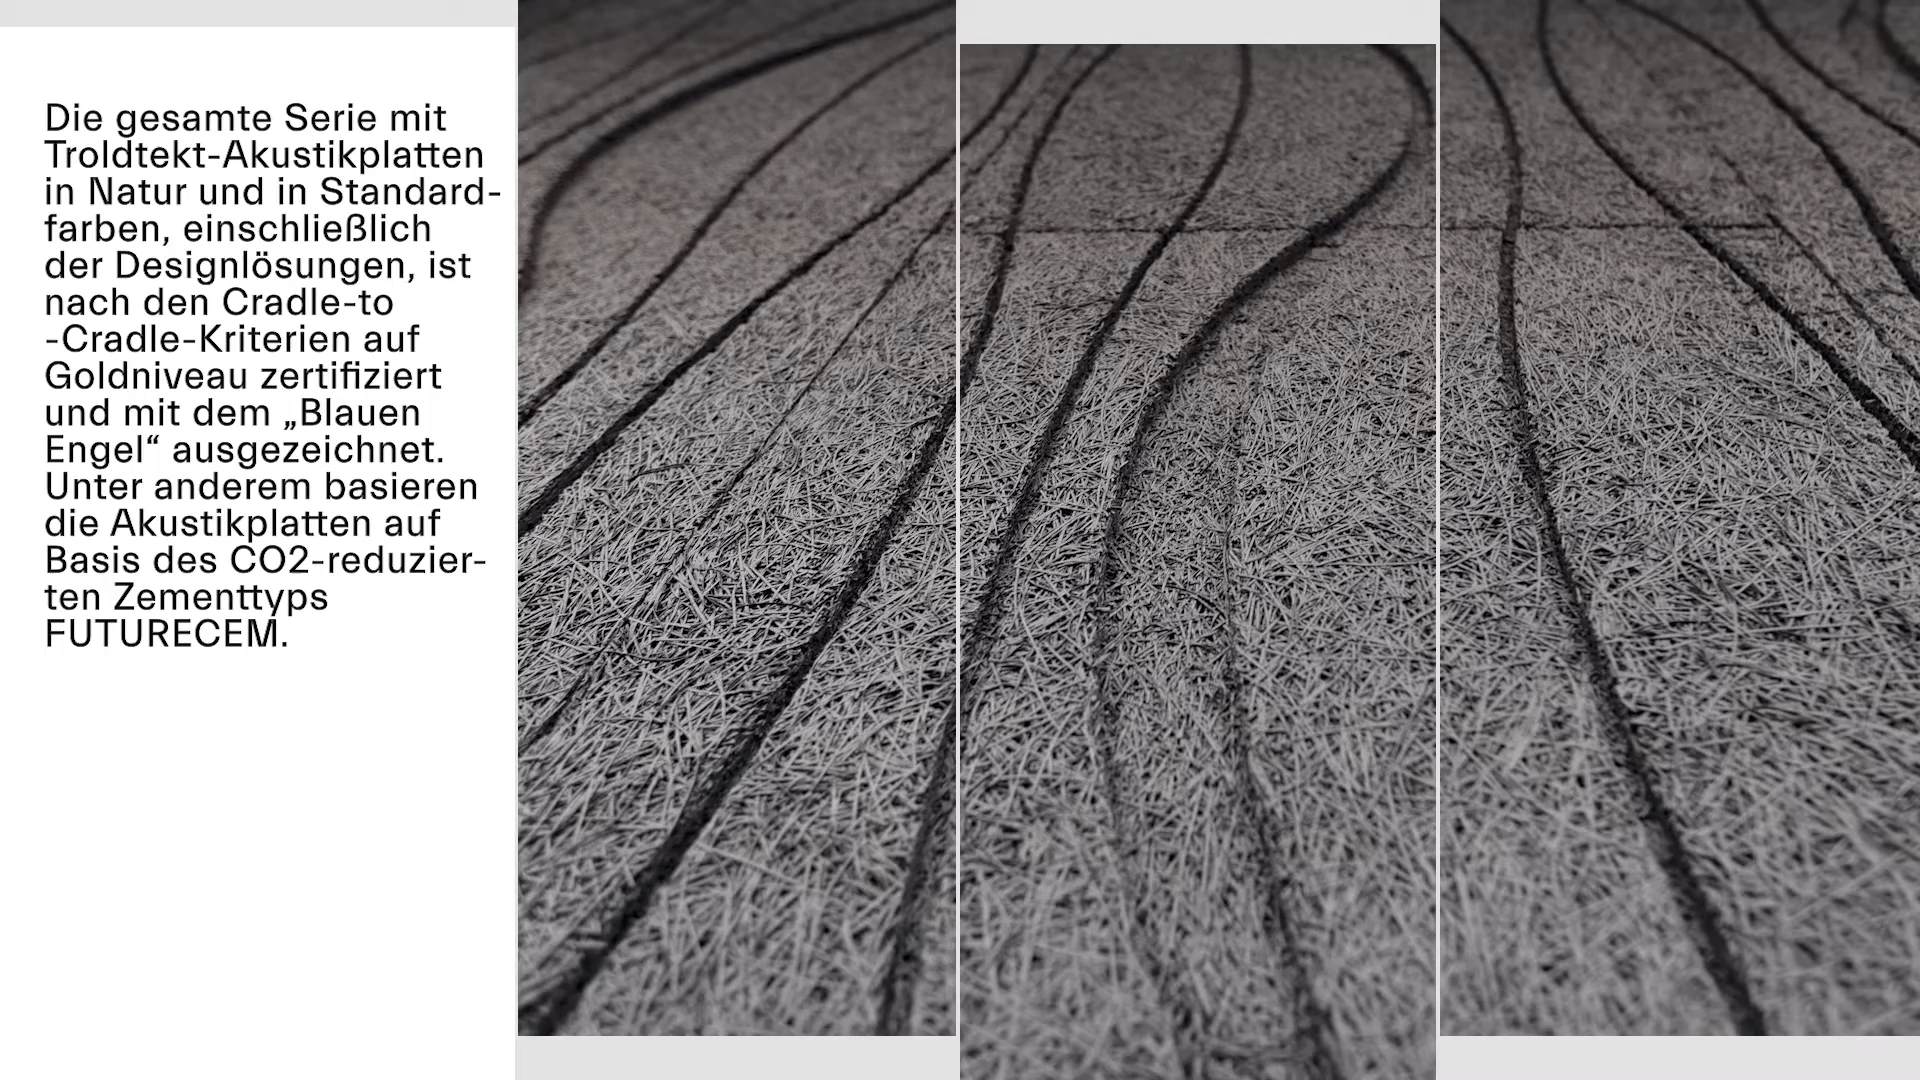 Die gesamte Serie mit
Troldtekt-Akustikplatten
in Natur und in Standard-
farben, einschließlich
der Designlösungen, ist
nach den Cradle-to
-Cradle-Kriterien auf
Goldniveau zertifiziert
und mit dem „Blauen
Engel“ ausgezeichnet.
Unter anderem basieren
die Akustikplatten auf
Basis des CO2-reduzier-
ten Zementtyps
FUTURECEM.